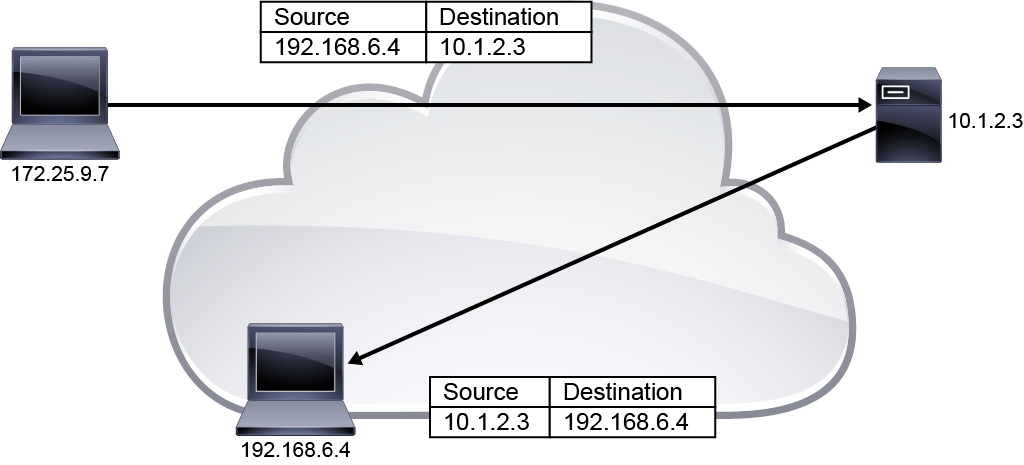 Source Destination
192.168.6.4 10.1.2.3
10.1.2.3
172.25.9.7
Source Destination
10.1.2.3 192.168.6.4
192.168.6.4